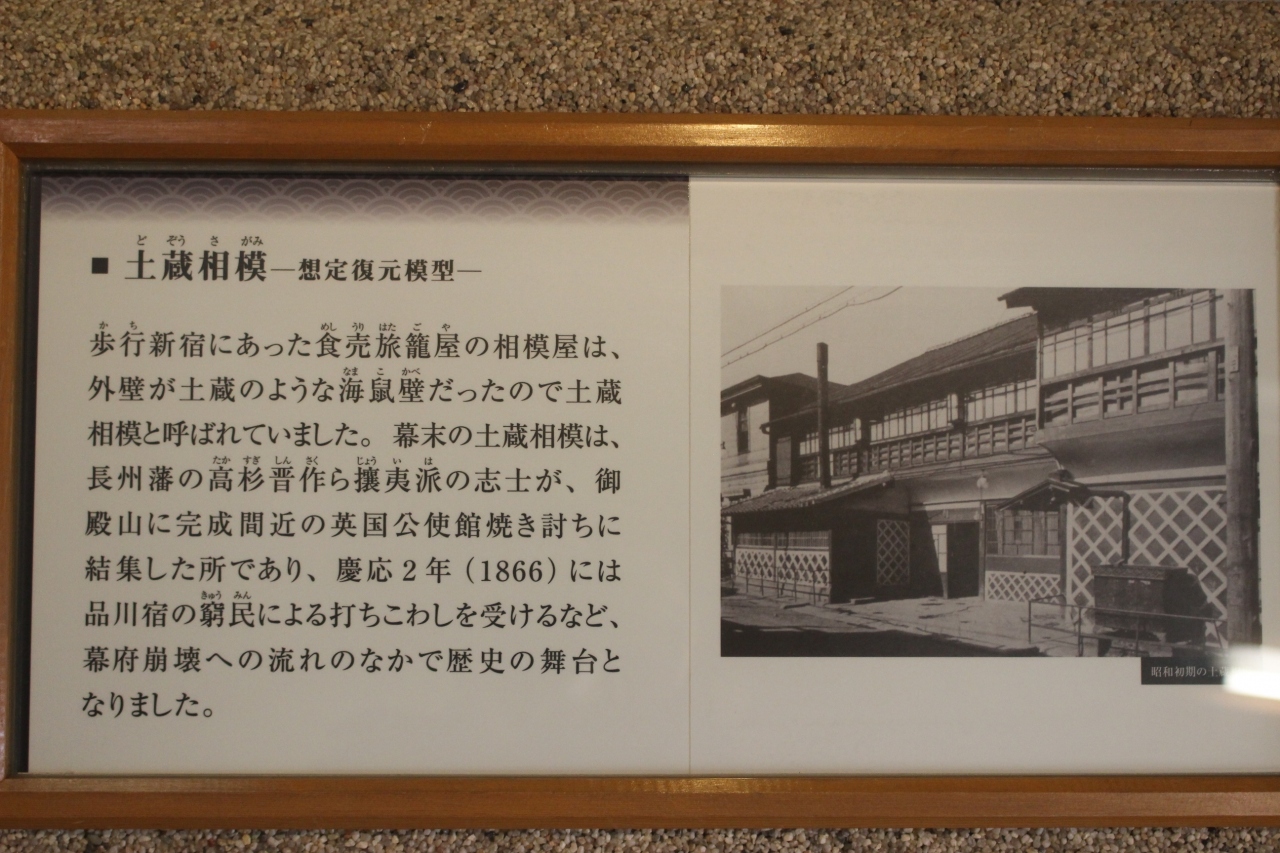 ■ 土蔵相模―想定復元模型―
歩行新宿にあった食売旅籠屋の相模屋は、
外壁が土蔵のような海鼠壁だったので土蔵
相模と呼ばれていました。幕末の土蔵相模は、
長州藩の高杉晋作ら攘夷派の志士が、御
殿山に完成間近の英国公使館焼き討ちに
結集した所であり、慶応2年(1866)には
品川宿の窮民による打ちこわしを受けるなど、
幕府崩壊への流れのなかで歴史の舞台と
なりました。
昭和初期の土